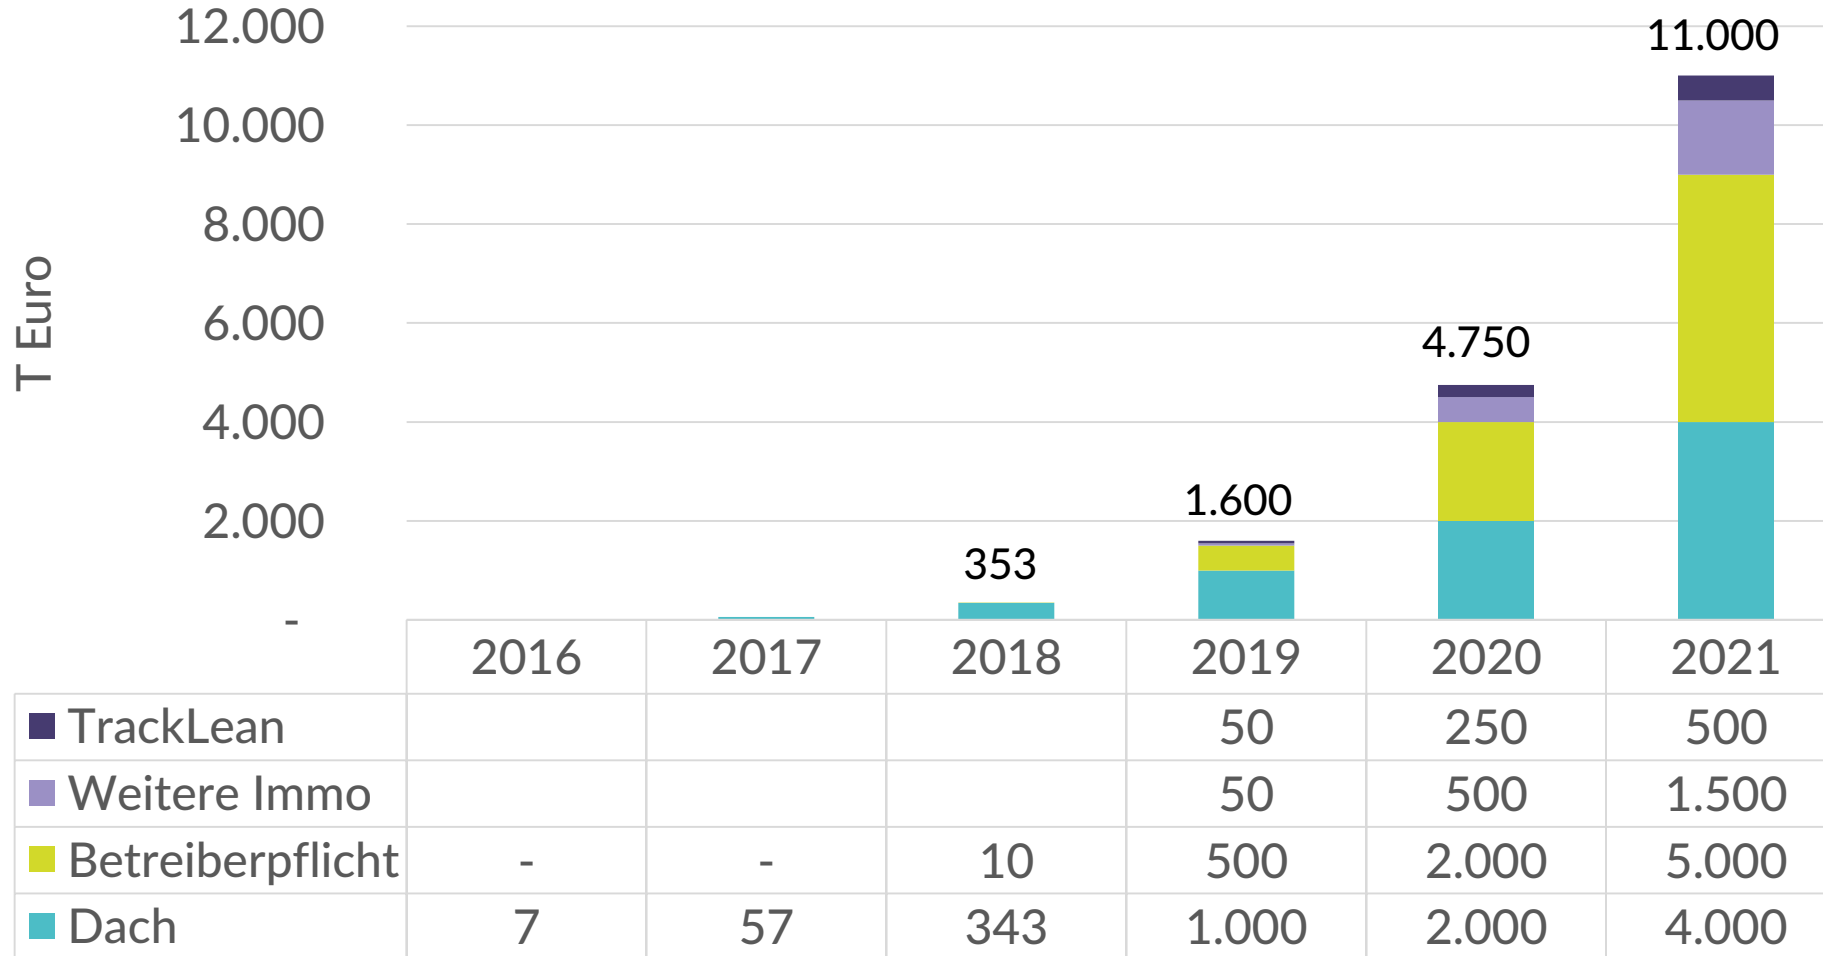 12.000
11.000
10.000
8.000
T Euro
6.000
4.750
4.000
1.600
2.000
353
-
2016 2017 2018 2019 2020 2021
TrackLean 50 250 500
Weitere Immo 50 500 1.500
Betreiberpflicht - - 10 500 2.000 5.000
Dach 7 57 343 1.000 2.000 4.000